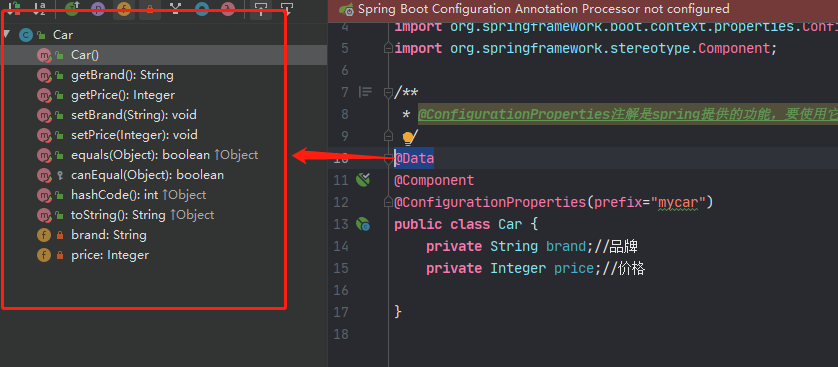 Spring Boot Configuration Annotation Processor not configured
Car
Car()
getBrand(): String
getPrice(): Integer
setBrand(String): void
setPrice(Integer): void
equals(Object): boolean ↑Object
canEqual(Object): boolean
hashCode(): int ↑Object
toString(): String ↑Object
brand: String
price: Integer
4 import org.springframework.boot.context.properties.Confi
5 import org.springframework.stereotype.Component;
6
7 /**
8 * @ConfigurationProperties注解是spring提供的功能，要使用它
9 /
10 @Data
11 @Component
12 @ConfigurationProperties(prefix="mycar")
13 public class Car {
14 private String brand;//品牌
15 private Integer price;//价格
16
17 }
18